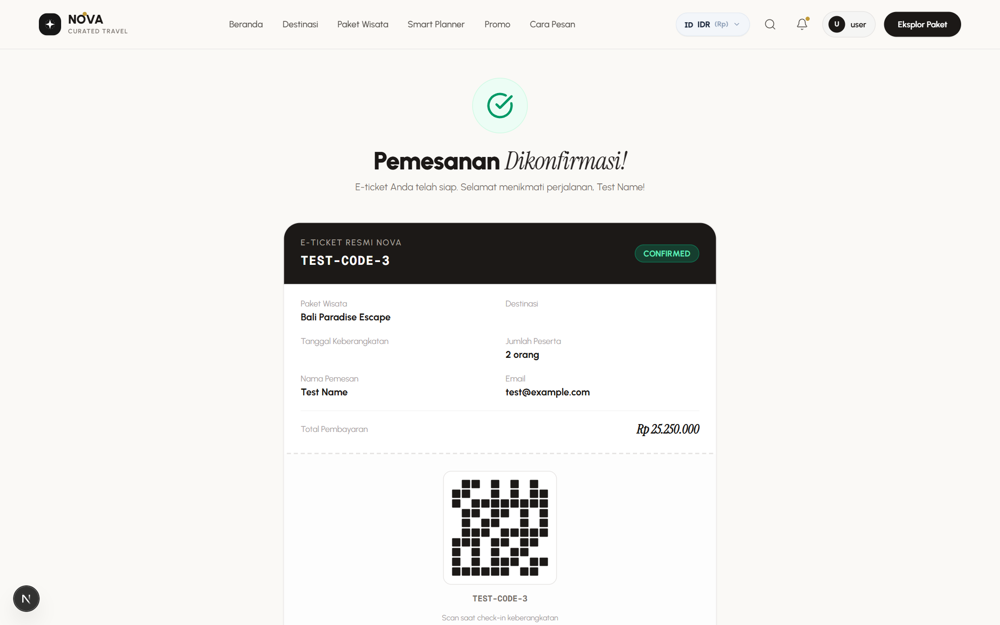 NOVA
CURATED TRAVEL
Beranda
Destinasi
Paket Wisata
Smart Planner
Promo
Cara Pesan
ID IDR (Rp)
U user
Eksplor Paket
Pemesanan Dikonfirmasi!
E-ticket Anda telah siap. Selamat menikmati perjalanan, Test Name!
E-TICKET RESMI NOVA
TEST-CODE-3
CONFIRMED
Paket Wisata
Bali Paradise Escape
Destinasi
Tanggal Keberangkatan
Jumlah Peserta
2 orang
Nama Pemesan
Test Name
Email
test@example.com
Total Pembayaran
Rp 25.250.000
TEST-CODE-3
Scan saat check-in keberangkatan
N